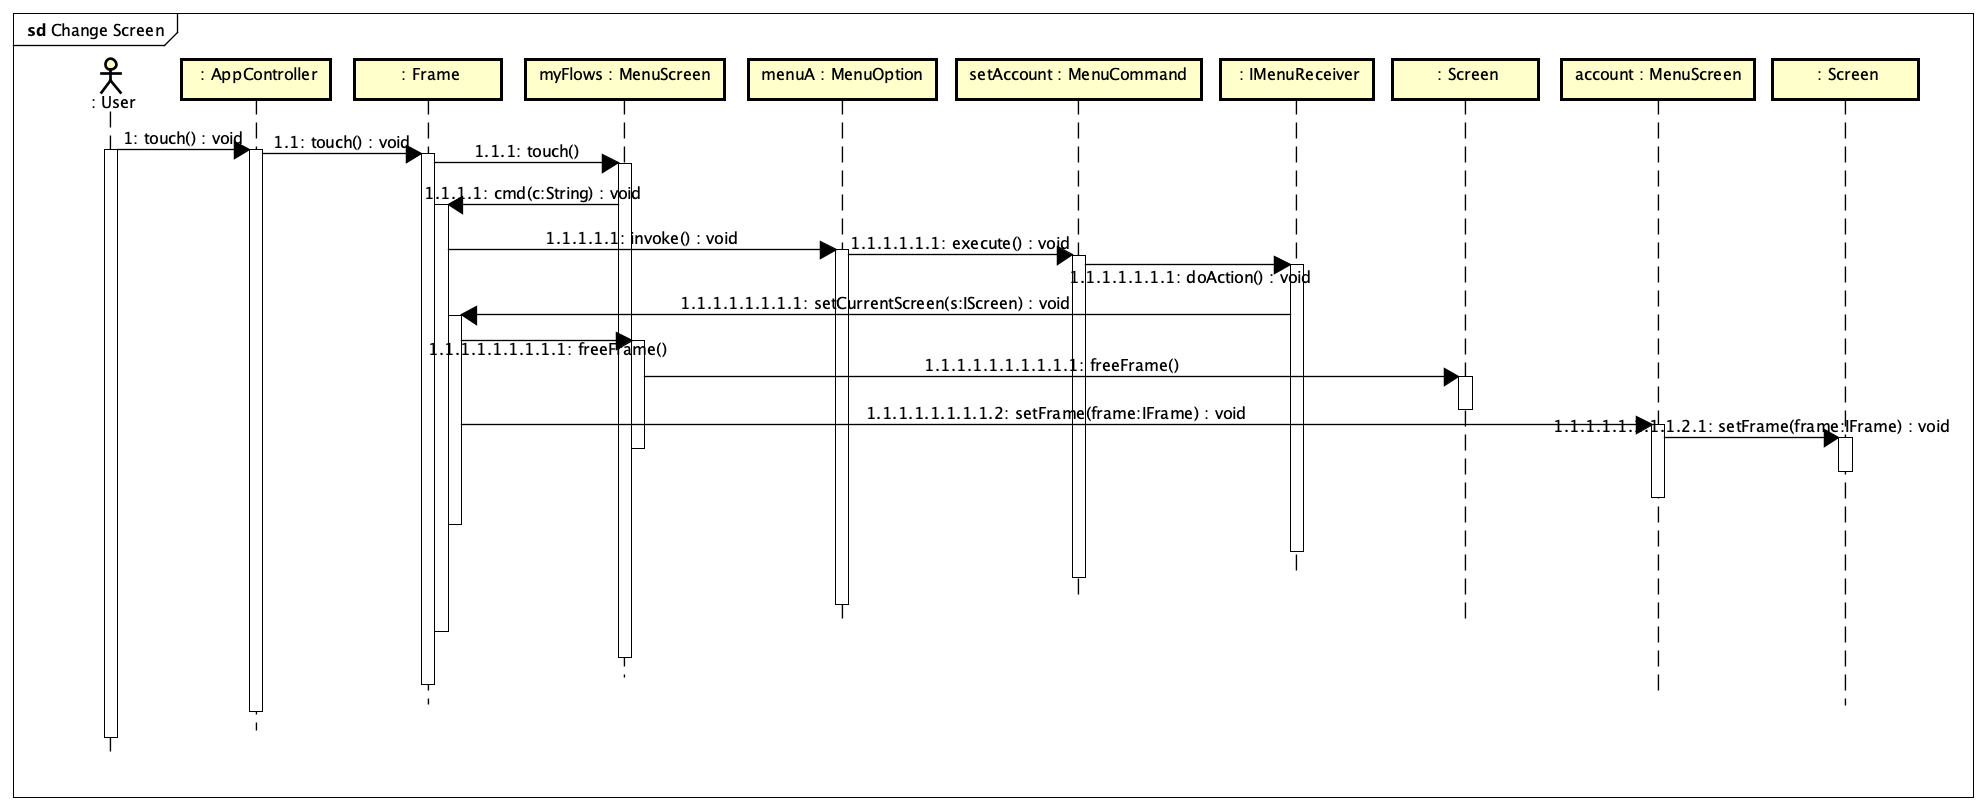 sd Change Screen
: User
: AppController
: Frame
myFlows : MenuScreen
menuA : MenuOption
setAccount : MenuCommand
: IMenuReceiver
: Screen
account : MenuScreen
: Screen
1: touch() : void
1.1: touch() : void
1.1.1: touch()
1.1.1.1: cmd(c:String) : void
1.1.1.1.1: invoke() : void
1.1.1.1.1.1: execute() : void
1.1.1.1.1.1.1: doAction() : void
1.1.1.1.1.1.1.1: setCurrentScreen(s:IScreen) : void
1.1.1.1.1.1.1.1.1: freeFrame()
1.1.1.1.1.1.1.1.1.1: freeFrame()
1.1.1.1.1.1.1.1.2: setFrame(frame:IFrame) : void
1.1.1.1.1.1.1.1.2.1: setFrame(frame:IFrame) : void